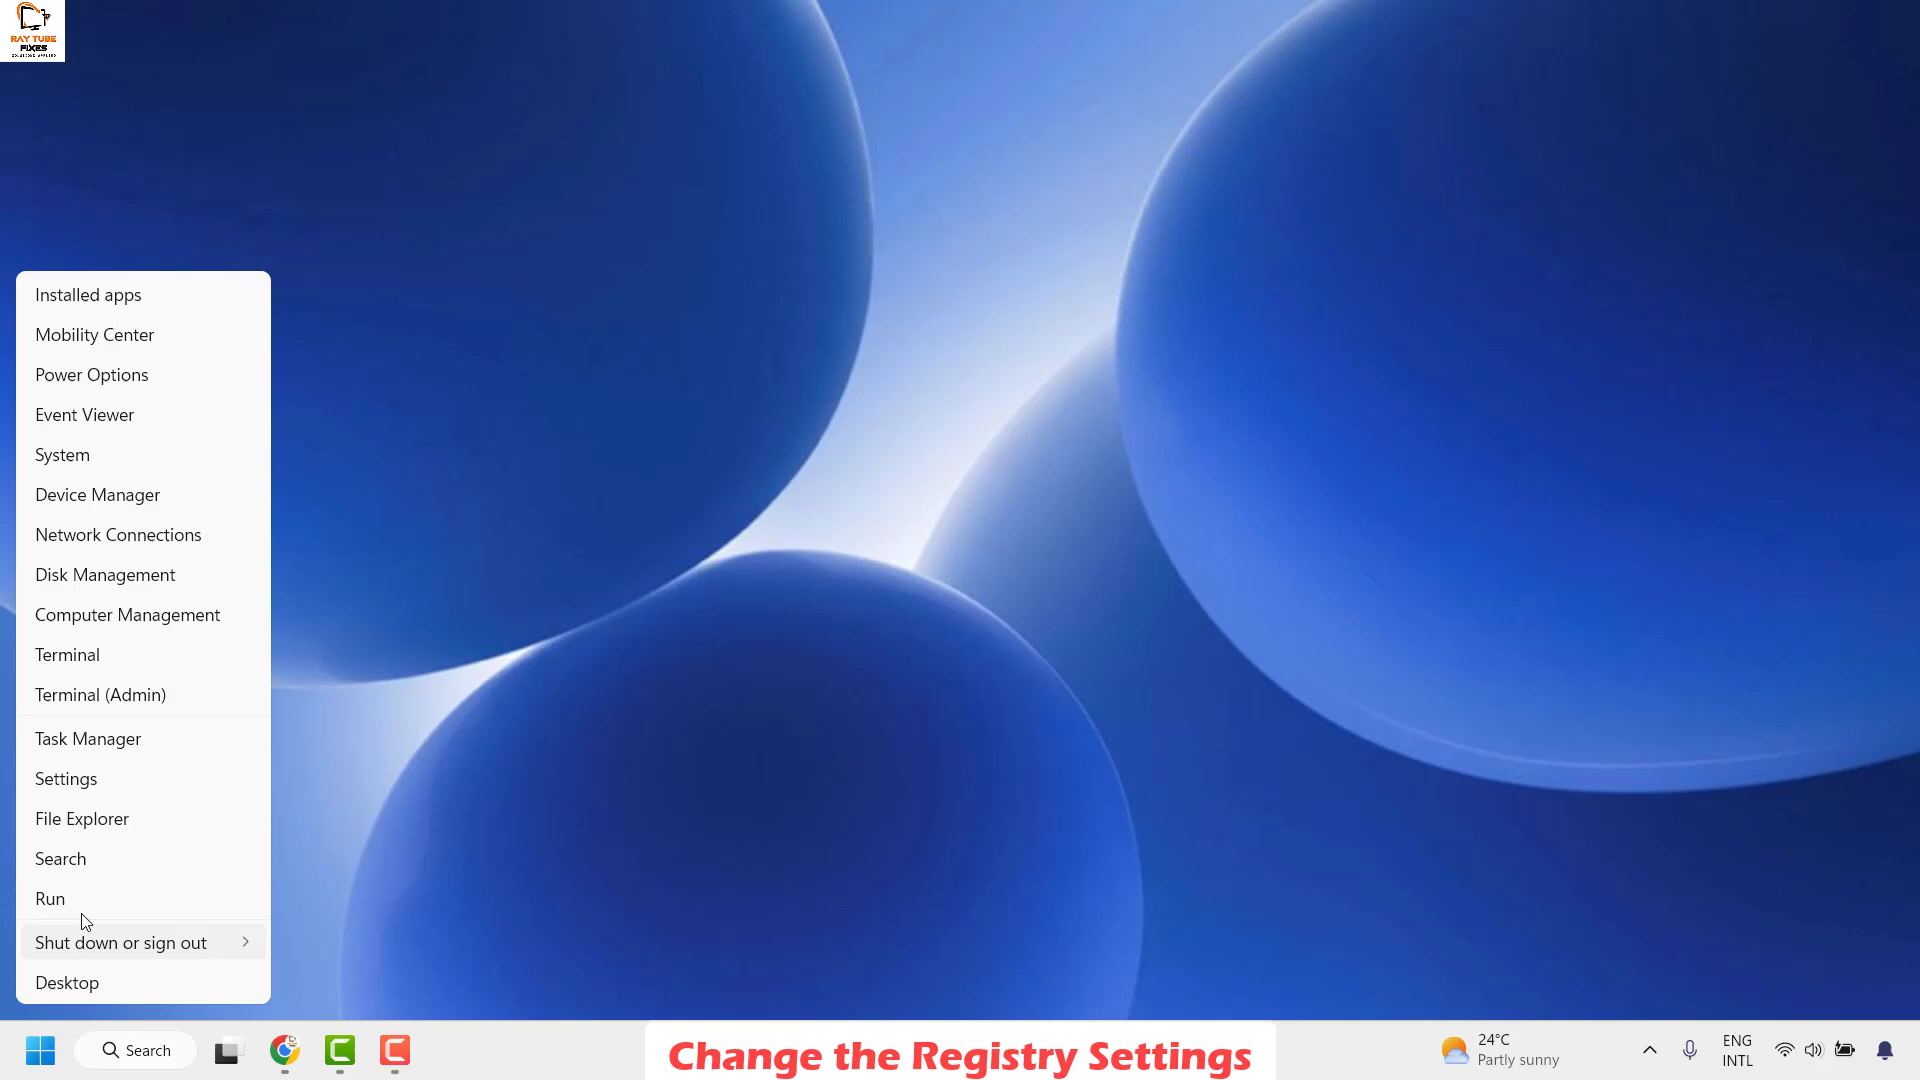 RAY TUBE
FIXES
SOLUTIONS APPLIED
Installed apps
Mobility Center
Power Options
Event Viewer
System
Device Manager
Network Connections
Disk Management
Computer Management
Terminal
Terminal (Admin)
Task Manager
Settings
File Explorer
Search
Run
Shut down or sign out
Desktop
Search
Change the Registry Settings
24°C
Partly sunny
ENG
INTL